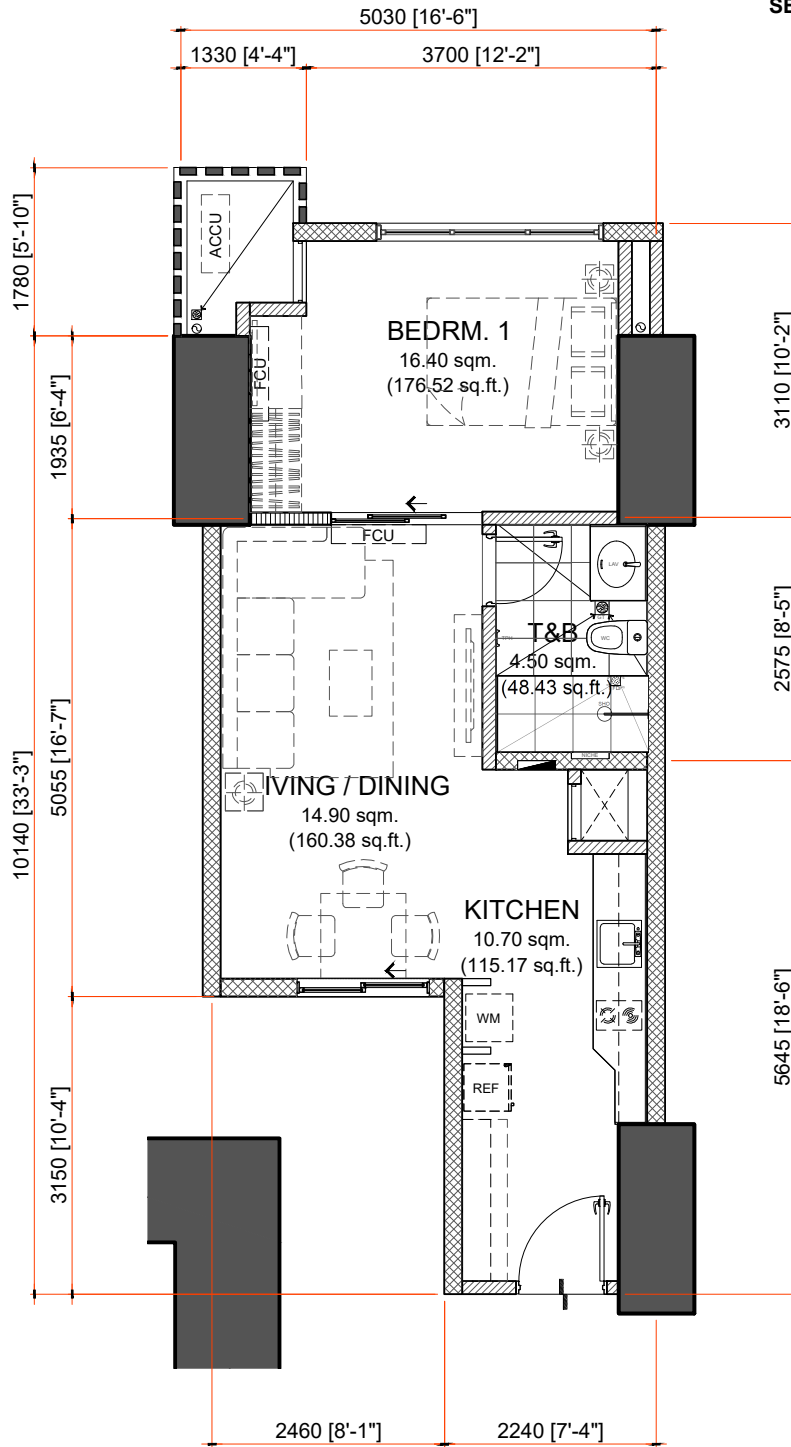 SE
5030 [16'-6"]
1330 [4'-4"]
3700 [12'-2"]
1780 [5'-10"]
ACCU
BEDRM. 1
16.40 sqm.
(176.52 sq.ft.)
3110 [10'-2"]
FCU
1935 [6'-4"]
FCU
LAV
T&B
WC
4.50 sqm.
(48.43 sq.ft.)
2575 [8'-5"]
SHO
NICHE
10140 [33'-3"]
5055 [16'-7"]
IVING / DINING
14.90 sqm.
(160.38 sq.ft.)
KITCHEN
10.70 sqm.
(115.17 sq.ft.)
WM
REF
5645 [18'-6"]
3150 [10'-4"]
2460 [8'-1"]
2240 [7'-4"]